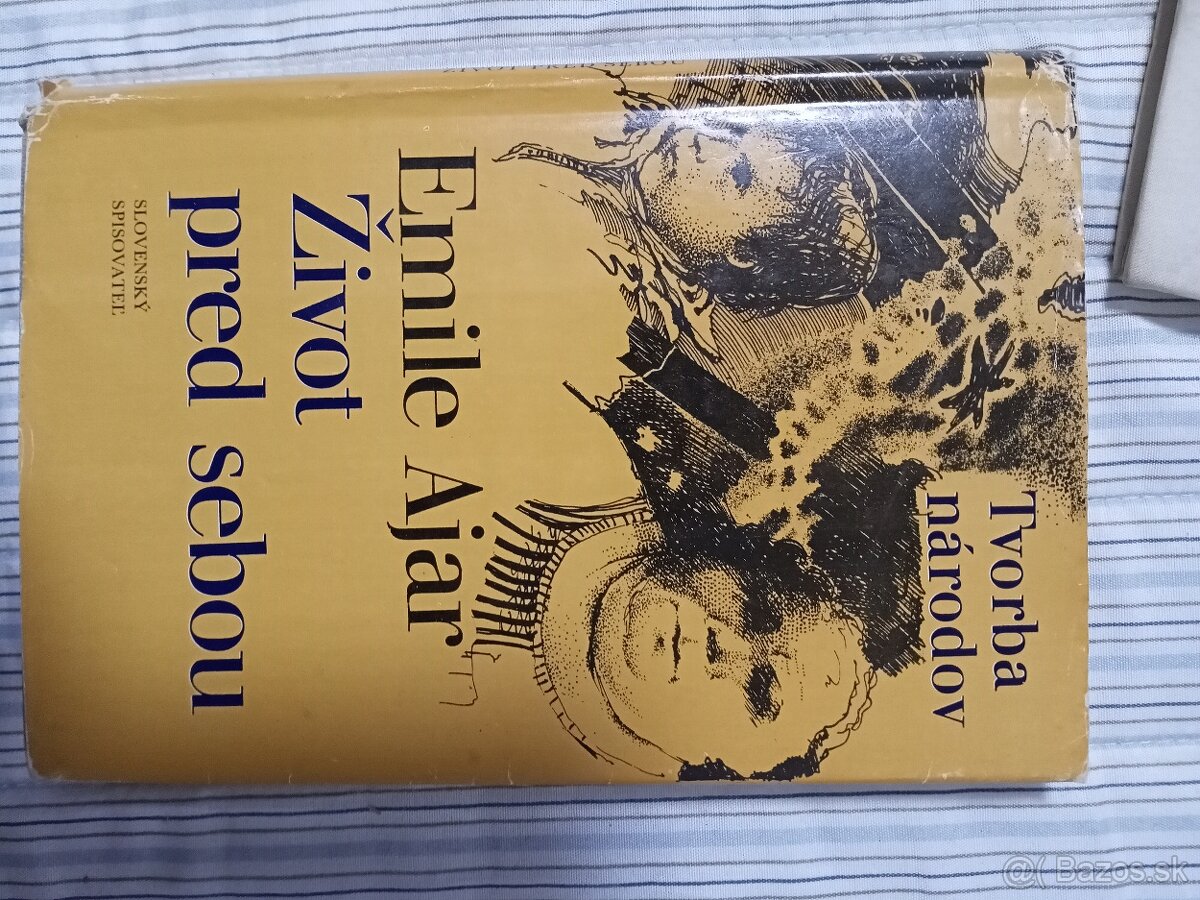 Tvorba
národov
Emile Ajar
Život
pred sebou
SLOVENSKÝ
SPISOVATEĽ
@( Bazos.sk